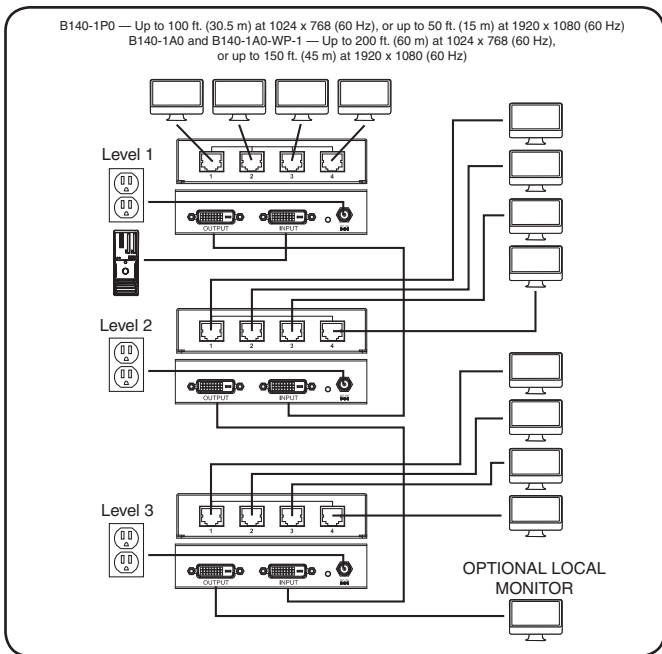 B140-1P0 — Up to 100 ft. (30.5 m) at 1024 x 768 (60 Hz), or up to 50 ft. (15 m) at 1920 x 1080 (60 Hz)
B140-1A0 and B140-1A0-WP-1 — Up to 200 ft. (60 m) at 1024 x 768 (60 Hz),
or up to 150 ft. (45 m) at 1920 x 1080 (60 Hz)
Level 1
1 2 3 4
OUTPUT INPUT
Level 2
1 2 3 4
OUTPUT INPUT
Level 3
1 2 3 4
OUTPUT INPUT
OPTIONAL LOCAL
MONITOR